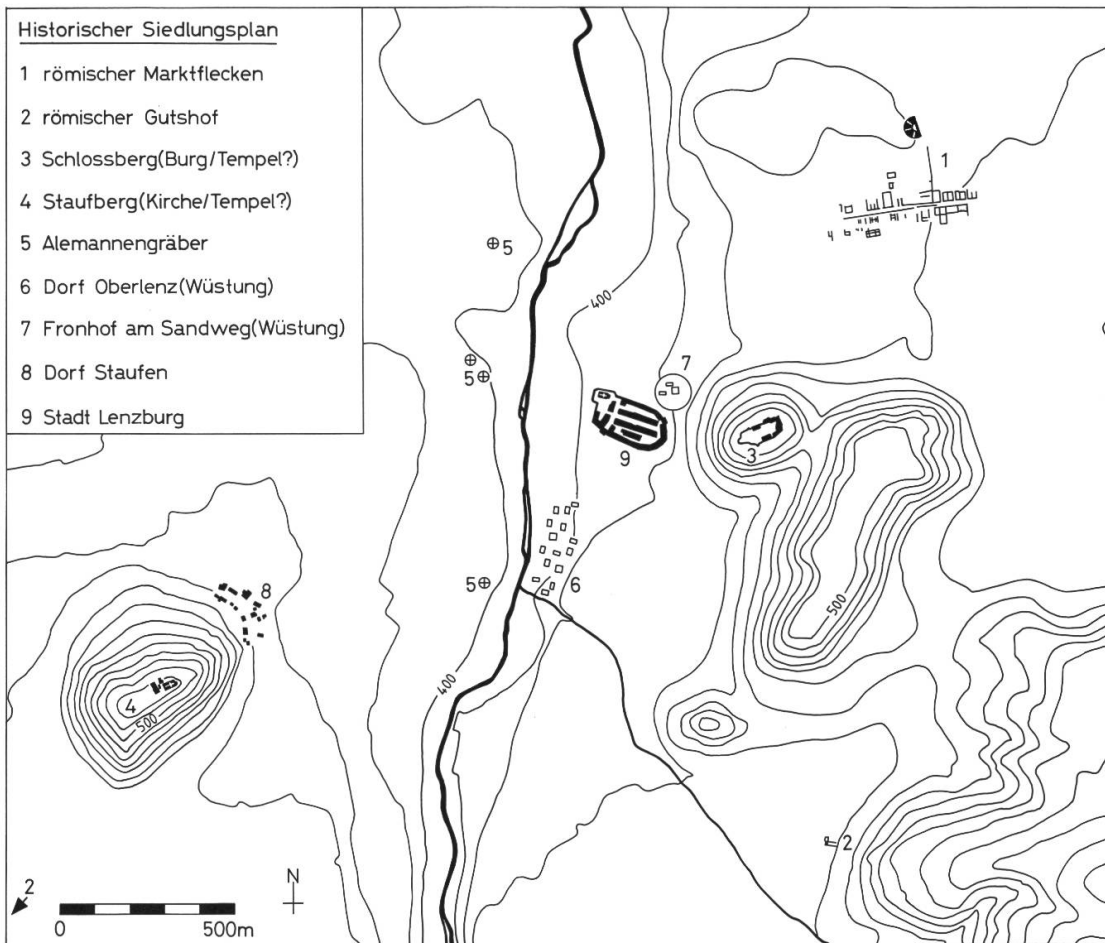 Historischer Siedlungsplan
1 römischer Marktflecken
2 römischer Gutshof
3 Schlossberg(Burg/Tempel?)
4 Staufberg(Kirche/Tempel?)
5 Alemannengräber
6 Dorf Oberlenz(Wüstung)
7 Fronhof am Sandweg(Wüstung)
8 Dorf Staufen
9 Stadt Lenzburg
1
5
400
7
5
9
3
5
6
8
500
400
4
500
2
2
N
0 500m